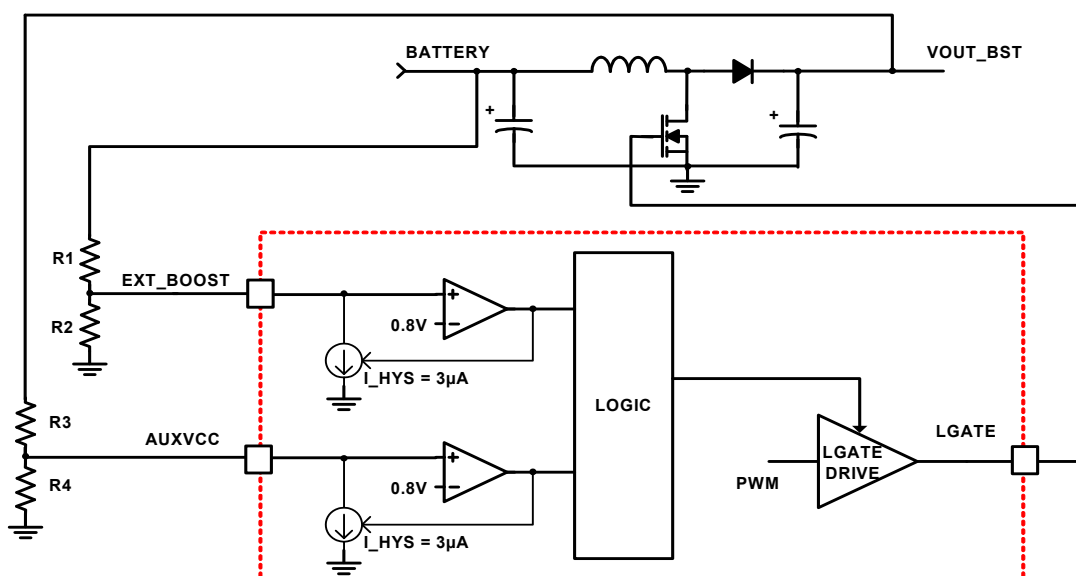 BATTERY
VOUT_BST
+
+
R1
EXT_BOOST
R2
+
0.8V
−
I_HYS = 3µA
LOGIC
R3
AUXVCC
R4
+
0.8V
−
I_HYS = 3µA
PWM
LGATE
DRIVE
LGATE